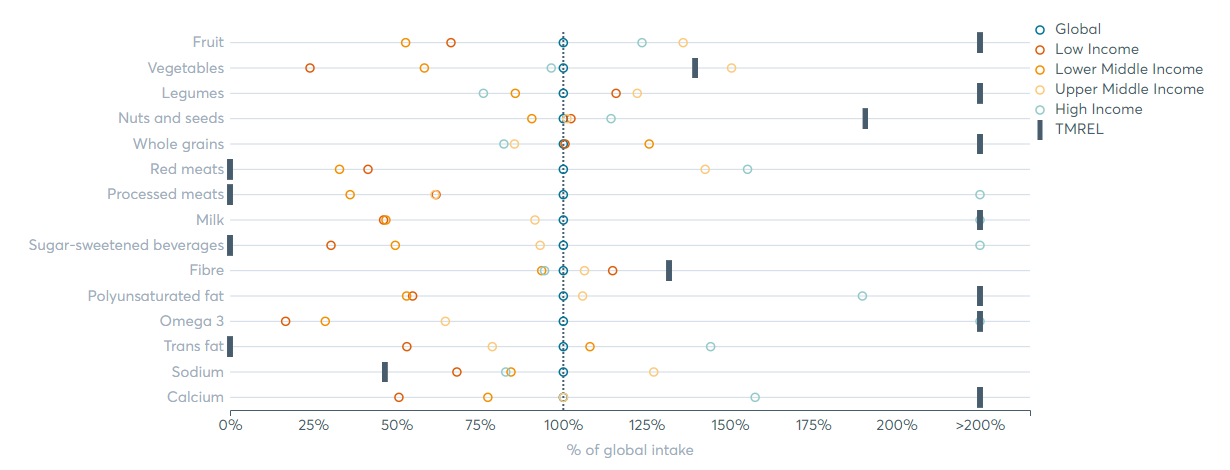 Fruit
Vegetables
Legumes
Nuts and seeds
Whole grains
Red meats
Processed meats
Milk
Sugar-sweetened beverages
Fibre
Polyunsaturated fat
Omega 3
Trans fat
Sodium
Calcium
0% 25% 50% 75% 100% 125% 150% 175% 200% >200%
% of global intake
Global
Low Income
Lower Middle Income
Upper Middle Income
High Income
TMREL